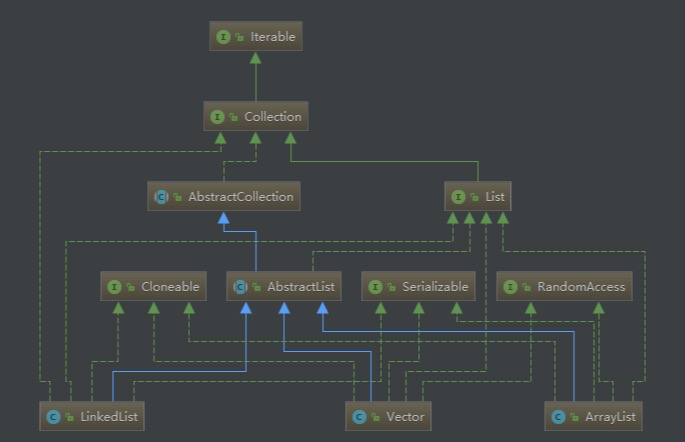 I Iterable
I Collection
C AbstractCollection
I List
I Cloneable
C AbstractList
I Serializable
I RandomAccess
C LinkedList
C Vector
C ArrayList